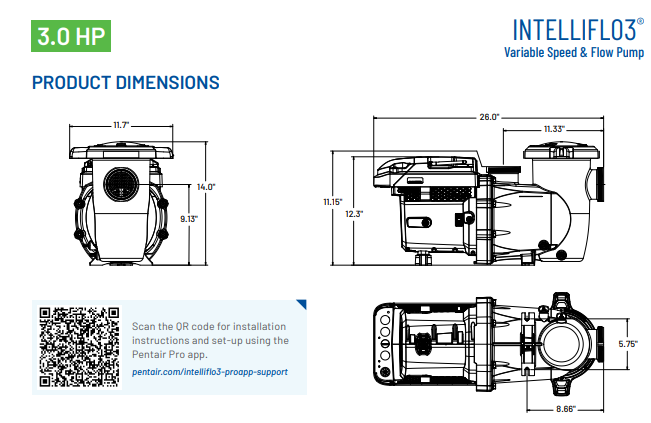 3.0 HP
INTELLIFLO3®
Variable Speed & Flow Pump
PRODUCT DIMENSIONS
11.7"
14.0"
9.13"
26.0"
11.33"
11.15"
12.3"
Scan the QR code for installation
instructions and set-up using the
Pentair Pro app.
pentair.com/intelliflo3-proapp-support
5.75"
8.66"